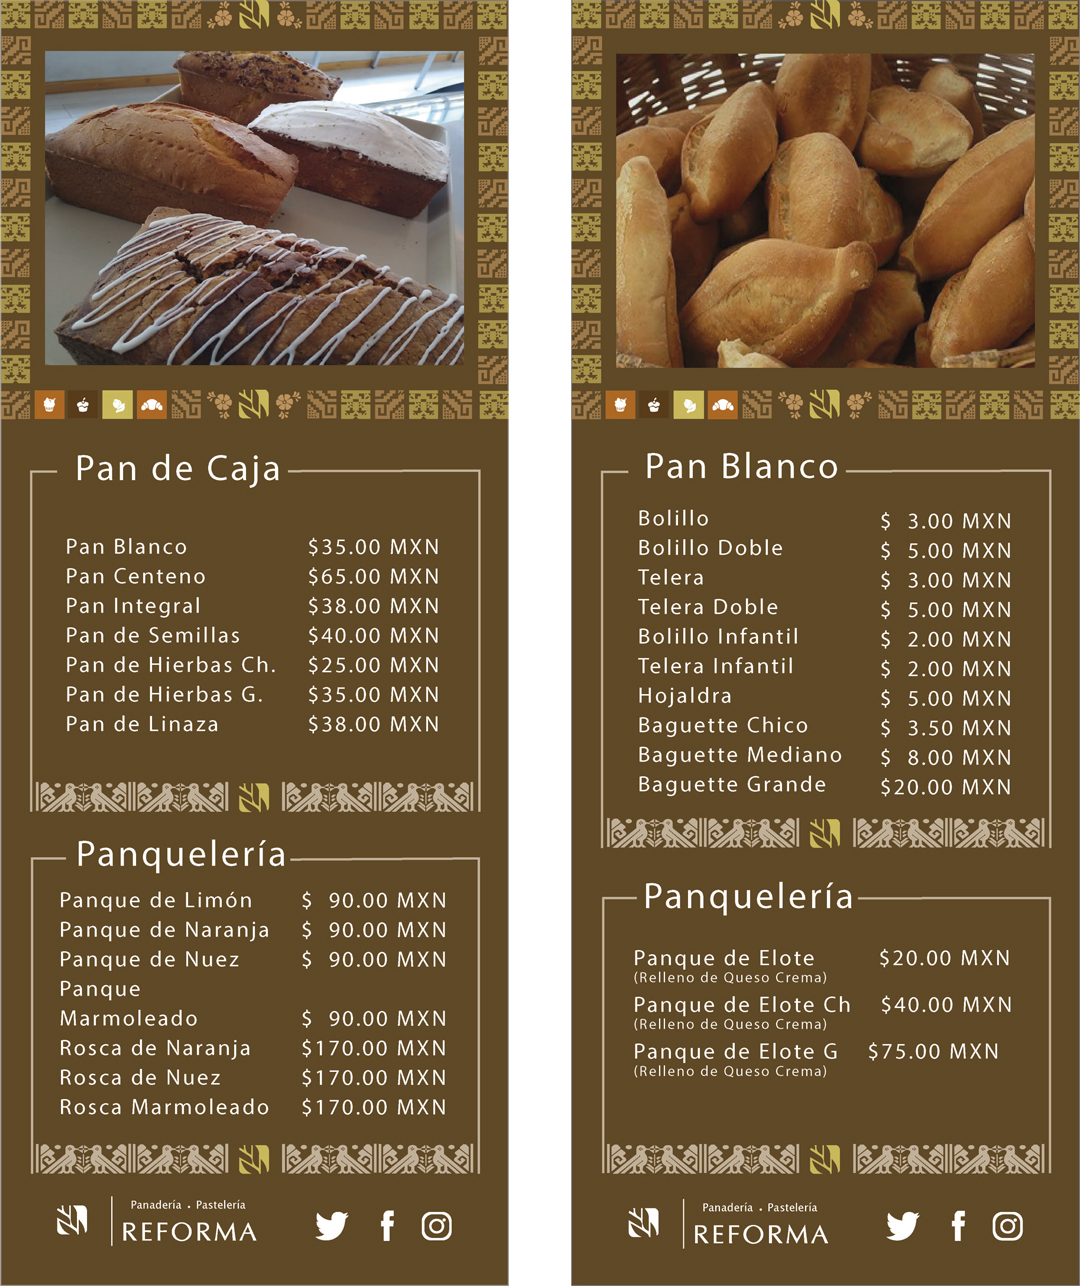 Pan de Caja
Pan Blanco $35.00 MXN
Pan Centeno $65.00 MXN
Pan Integral $38.00 MXN
Pan de Semillas $40.00 MXN
Pan de Hierbas Ch. $25.00 MXN
Pan de Hierbas G. $35.00 MXN
Pan de Linaza $38.00 MXN
Panquelería
Panque de Limón $ 90.00 MXN
Panque de Naranja $ 90.00 MXN
Panque de Nuez $ 90.00 MXN
Panque
Marmoleado $ 90.00 MXN
Rosca de Naranja $170.00 MXN
Rosca de Nuez $170.00 MXN
Rosca Marmoleado $170.00 MXN
Panadería . Pastelería
REFORMA
Pan Blanco
Bolillo $ 3.00 MXN
Bolillo Doble $ 5.00 MXN
Telera $ 3.00 MXN
Telera Doble $ 5.00 MXN
Bolillo Infantil $ 2.00 MXN
Telera Infantil $ 2.00 MXN
Hojaldra $ 5.00 MXN
Baguette Chico $ 3.50 MXN
Baguette Mediano $ 8.00 MXN
Baguette Grande $20.00 MXN
Panquelería
Panque de Elote $20.00 MXN
(Relleno de Queso Crema)
Panque de Elote Ch $40.00 MXN
(Relleno de Queso Crema)
Panque de Elote G $75.00 MXN
(Relleno de Queso Crema)
Panadería . Pastelería
REFORMA